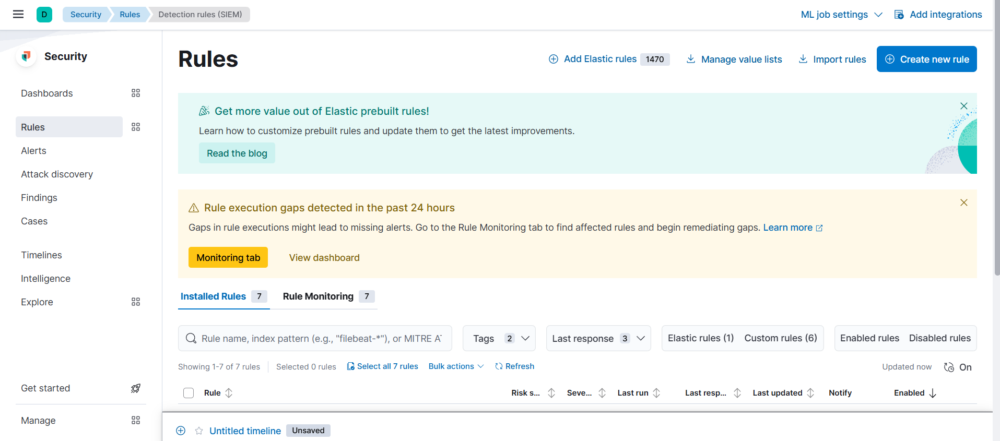 D Security Rules Detection rules (SIEM) ML job settings Add integrations
Security
Dashboards
Rules
Alerts
Attack discovery
Findings
Cases
Timelines
Intelligence
Explore
Get started
Manage
Rules
Add Elastic rules 1470 Manage value lists Import rules Create new rule
Get more value out of Elastic prebuilt rules!
Learn how to customize prebuilt rules and update them to get the latest improvements.
Read the blog
Rule execution gaps detected in the past 24 hours
Gaps in rule executions might lead to missing alerts. Go to the Rule Monitoring tab to find affected rules and begin remediating gaps. Learn more
Monitoring tab View dashboard
Installed Rules 7 Rule Monitoring 7
Rule name, index pattern (e.g., "filebeat-*"), or MITRE AT Tags 2 Last response 3 Elastic rules (1) Custom rules (6) Enabled rules Disabled rules
Showing 1-7 of 7 rules Selected 0 rules Select all 7 rules Bulk actions Refresh Updated now On
Rule Risk s... Seve... Last run Last resp... Last updated Notify Enabled
Untitled timeline Unsaved